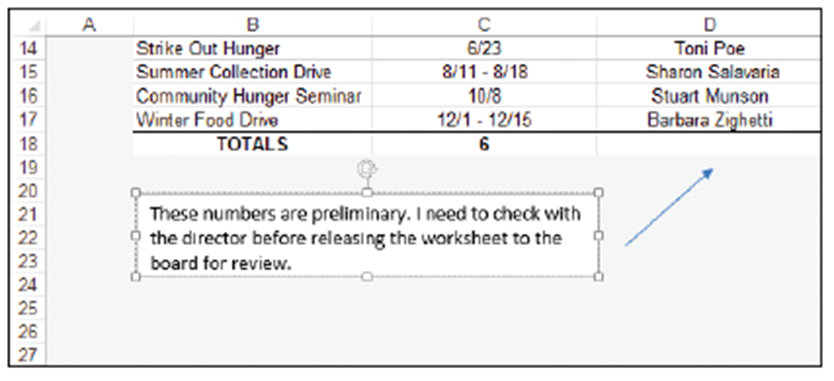 A B C D
14 Strike Out Hunger 6/23 Toni Poe
15 Summer Collection Drive 8/11 - 8/18 Sharon Salavaria
16 Community Hunger Seminar 10/8 Stuart Munson
17 Winter Food Drive 12/1 - 12/15 Barbara Zighetti
18 TOTALS 6
19
20
21 These numbers are preliminary. I need to check with
22 the director before releasing the worksheet to the
23 board for review.
24
25
26
27